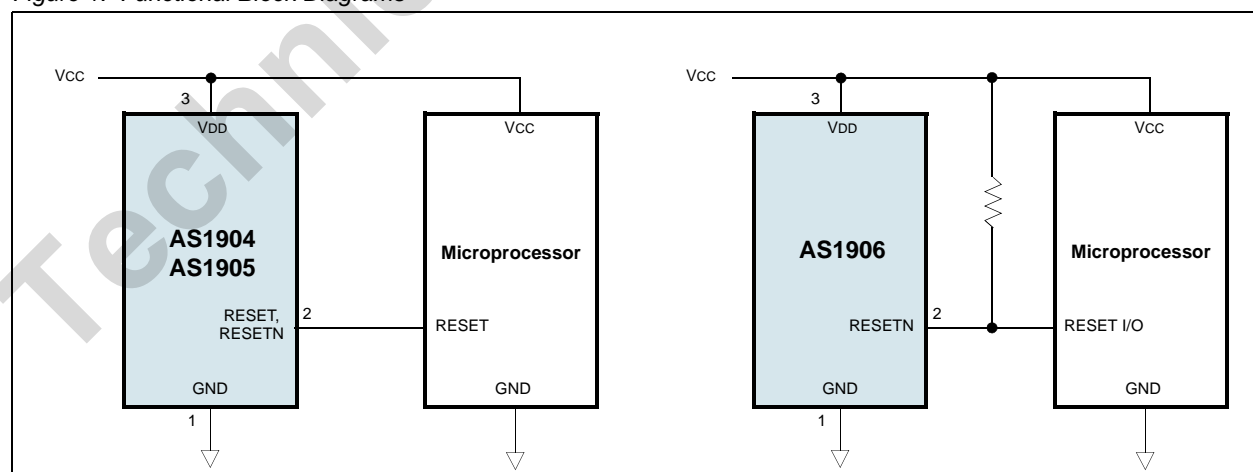 Figure 1. Functional Block Diagrams
VCC
3
VDD
AS1904
AS1905
RESET,
RESETN
2
GND
1
VCC
Microprocessor
RESET
GND
VCC
3
VDD
AS1906
RESETN
2
GND
1
VCC
Microprocessor
RESET I/O
GND
Techni